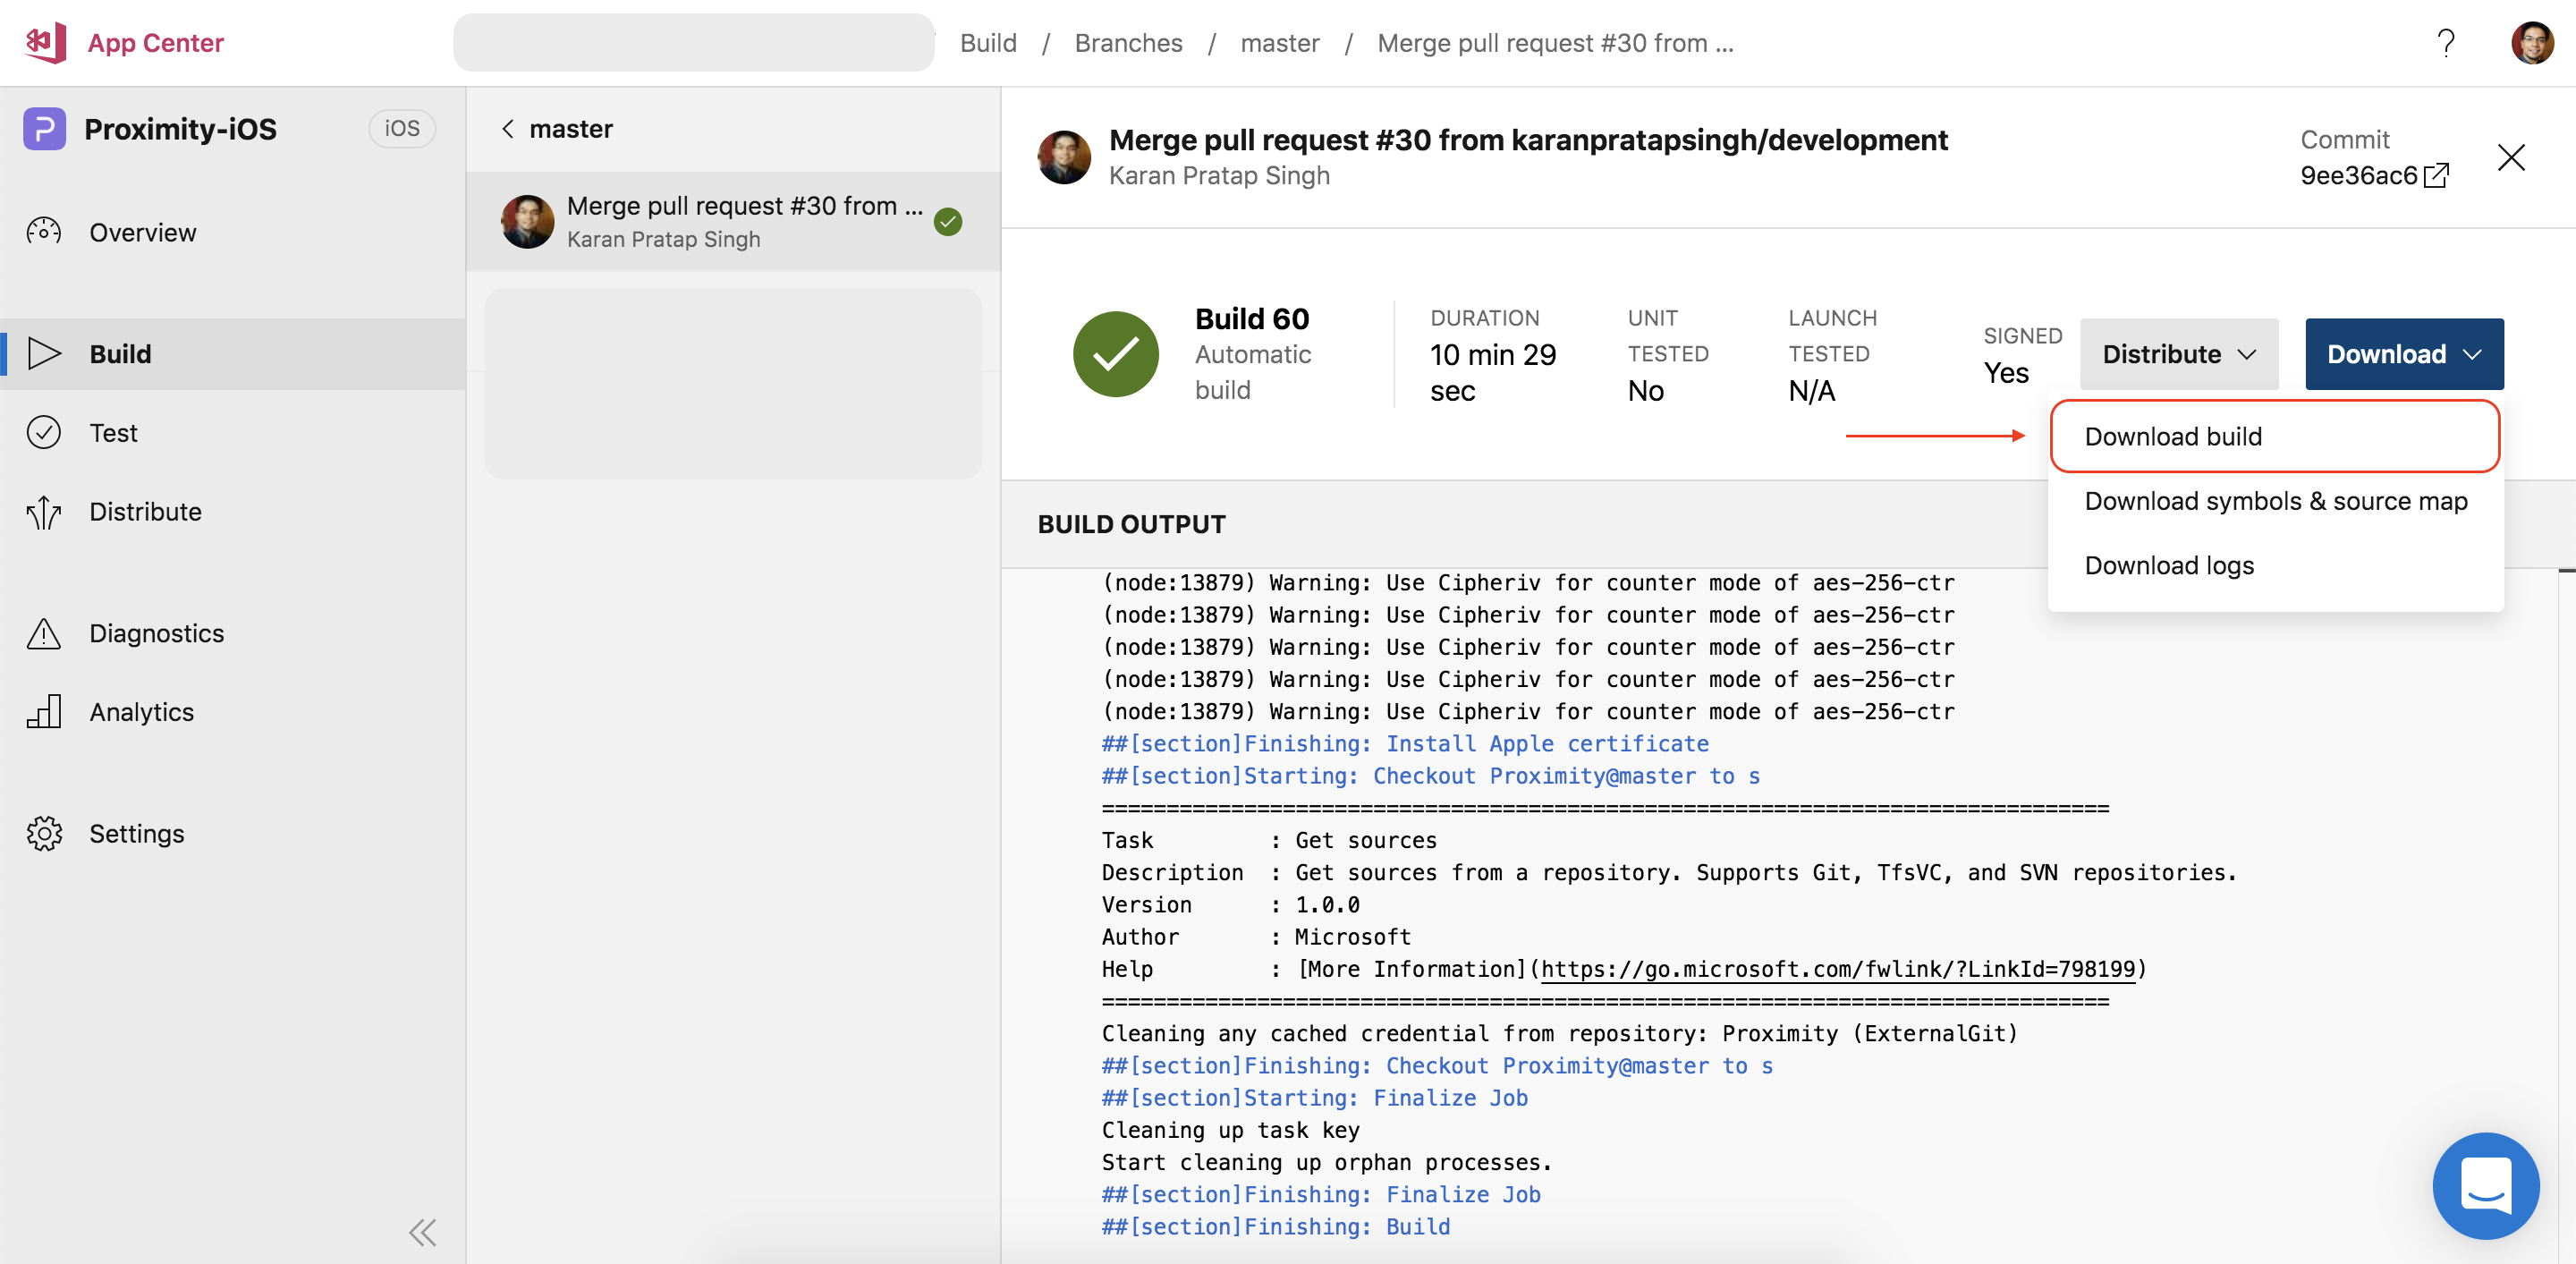 App Center
Build / Branches / master / Merge pull request #30 from ...
?
Proximity-iOS
iOS
Overview
Build
Test
Distribute
Diagnostics
Analytics
Settings
master
Merge pull request #30 from ...
Karan Pratap Singh
Merge pull request #30 from karanpratapsingh/development
Karan Pratap Singh
Commit
9ee36ac6
Build 60
Automatic
build
DURATION
10 min 29
sec
UNIT
TESTED
No
LAUNCH
TESTED
N/A
SIGNED
Yes
Distribute
Download
Download build
Download symbols & source map
Download logs
BUILD OUTPUT
(node:13879) Warning: Use Cipheriv for counter mode of aes-256-ctr
(node:13879) Warning: Use Cipheriv for counter mode of aes-256-ctr
(node:13879) Warning: Use Cipheriv for counter mode of aes-256-ctr
(node:13879) Warning: Use Cipheriv for counter mode of aes-256-ctr
(node:13879) Warning: Use Cipheriv for counter mode of aes-256-ctr
##[section]Finishing: Install Apple certificate
##[section]Starting: Checkout Proximity@master to s
==============================================================================
Task         : Get sources
Description  : Get sources from a repository. Supports Git, TfsVC, and SVN repositories.
Version      : 1.0.0
Author       : Microsoft
Help         : [More Information](https://go.microsoft.com/fwlink/?LinkId=798199)
==============================================================================
Cleaning any cached credential from repository: Proximity (ExternalGit)
##[section]Finishing: Checkout Proximity@master to s
##[section]Starting: Finalize Job
Cleaning up task key
Start cleaning up orphan processes.
##[section]Finishing: Finalize Job
##[section]Finishing: Build